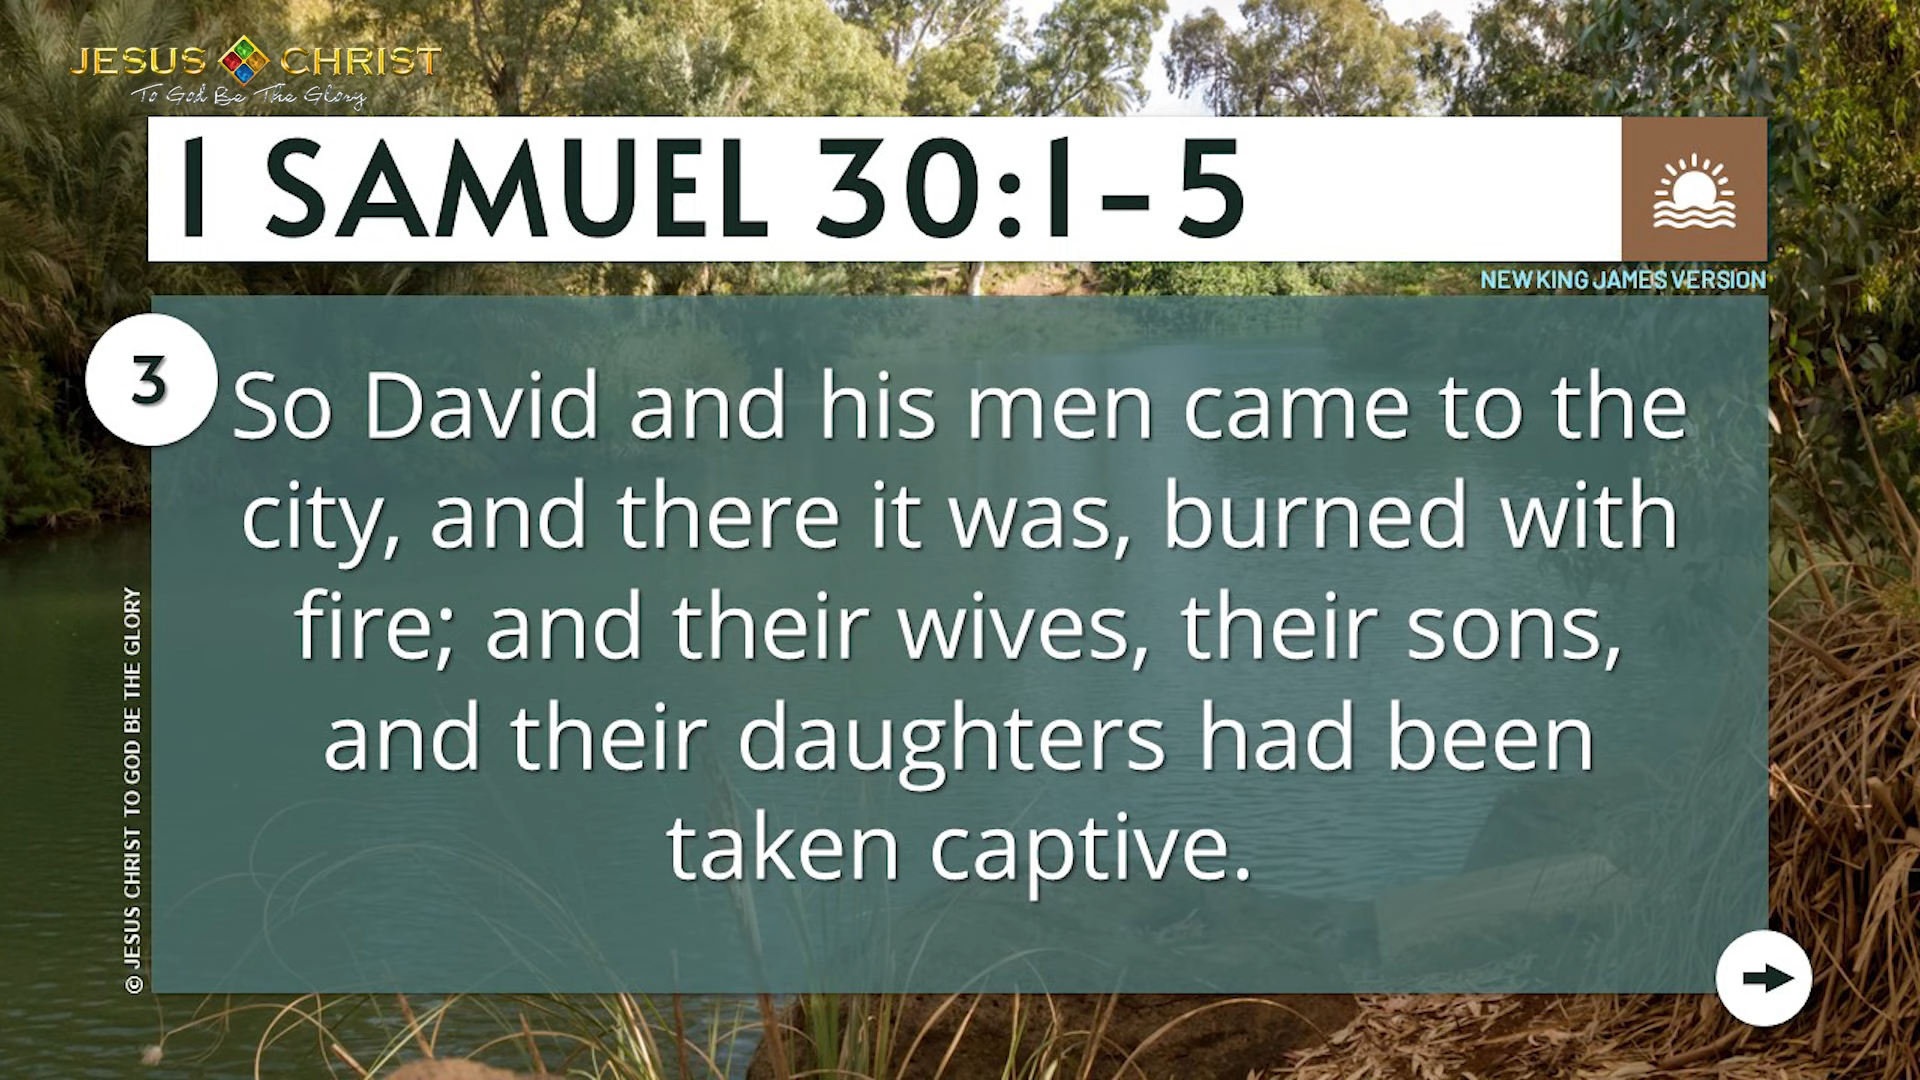 JESUS CHRIST
To God Be The Glory
1 SAMUEL 30:1-5
NEW KING JAMES VERSION
3
So David and his men came to the
city, and there it was, burned with
fire; and their wives, their sons,
and their daughters had been
taken captive.
© JESUS CHRIST TO GOD BE THE GLORY